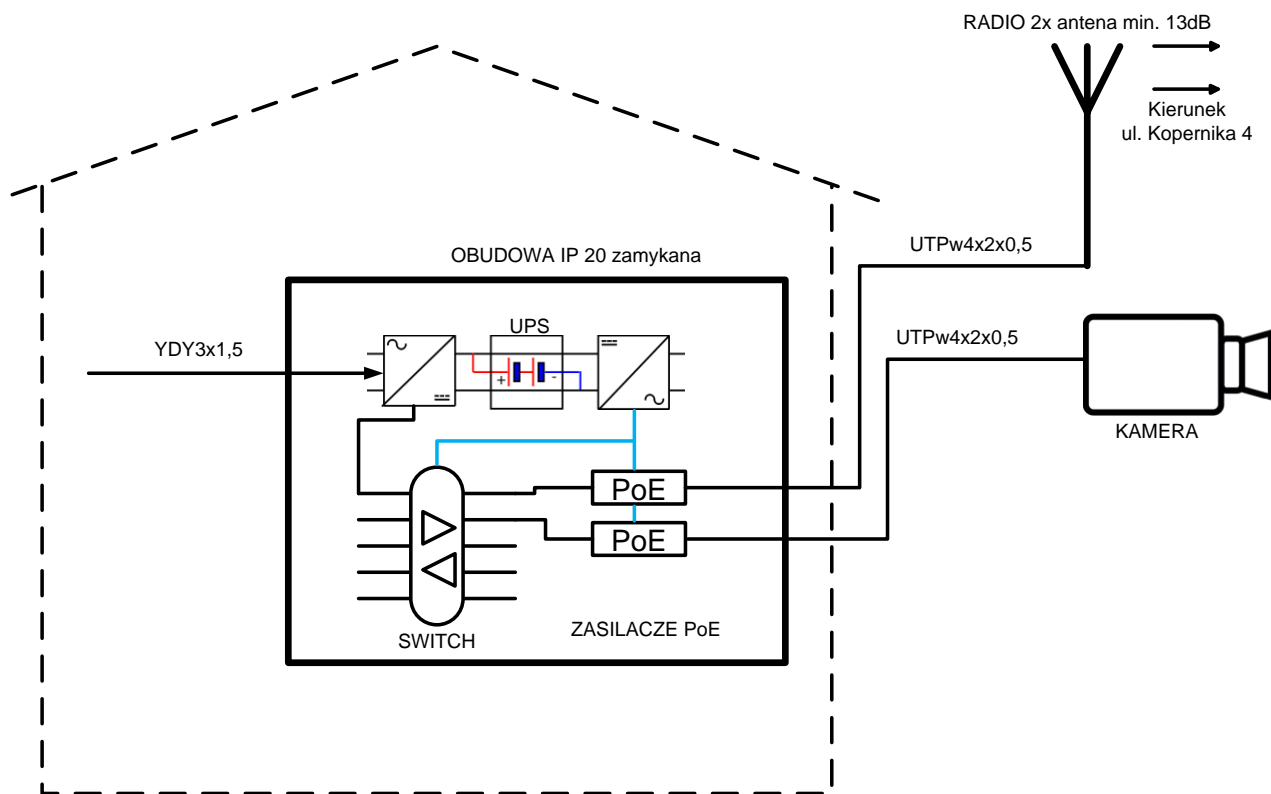 RADIO 2x antena min. 13dB
Kierunek
ul. Kopernika 4
UTPw4x2x0,5
OBUDOWA IP 20 zamykana
UPS
YDY3x1,5
UTPw4x2x0,5
+
-
KAMERA
PoE
PoE
ZASILACZE PoE
SWITCH